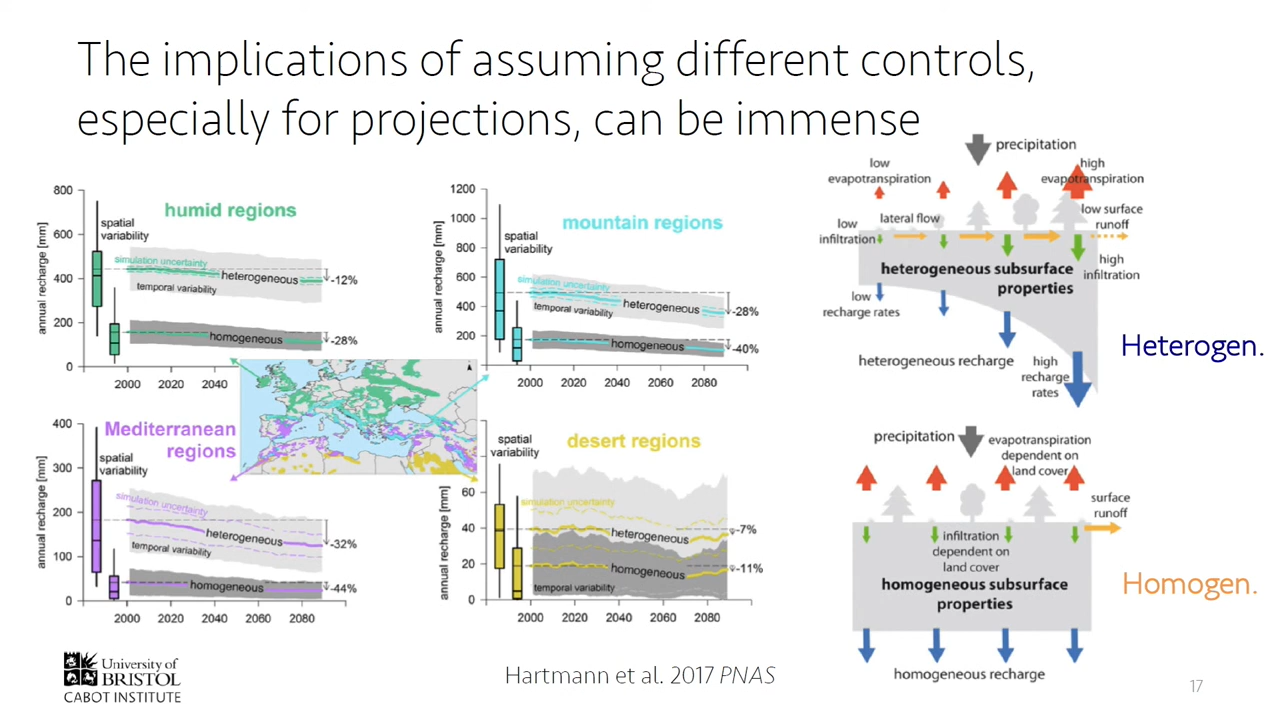 The implications of assuming different controls,
especially for projections, can be immense
800
600
400
200
0
annual recharge [mm]
humid regions
spatial
variability
simulation uncertainty
heterogeneous
temporal variability
homogeneous
-12%
-28%
2000
2020
2040
1200
1000
800
600
400
200
annual recharge [mm]
mountain regions
spatial
variability
simulation uncertainty
heterogeneous
temporal variability
homogeneous
-28%
-40%
2000
2020
2040
2060
2080
400
300
200
100
0
annual recharge [mm]
Mediterranean
regions
spatial
variability
simulation uncertainty
heterogeneous
temporal variability
homogeneous
-32%
-44%
2000
2020
2040
2060
2080
60
40
20
0
annual recharge [mm]
desert regions
spatial
variability
simulation uncertainty
heterogeneous
homogeneous
temporal variability
-7%
-11%
2000
2020
2040
2060
2080
precipitation
low
evapotranspiration
high
evapotranspiration
low
infiltration
lateral flow
low surface
runoff
high
infiltration
heterogeneous subsurface
properties
low
recharge rates
heterogeneous recharge
high
recharge
rates
Heterogen.
precipitation
evapotranspiration
dependent on
land cover
surface
runoff
infiltration
dependent on
land cover
homogeneous subsurface
properties
homogeneous recharge
Homogen.
University of
BRISTOL
CABOT INSTITUTE
Hartmann et al. 2017 PNAS
17